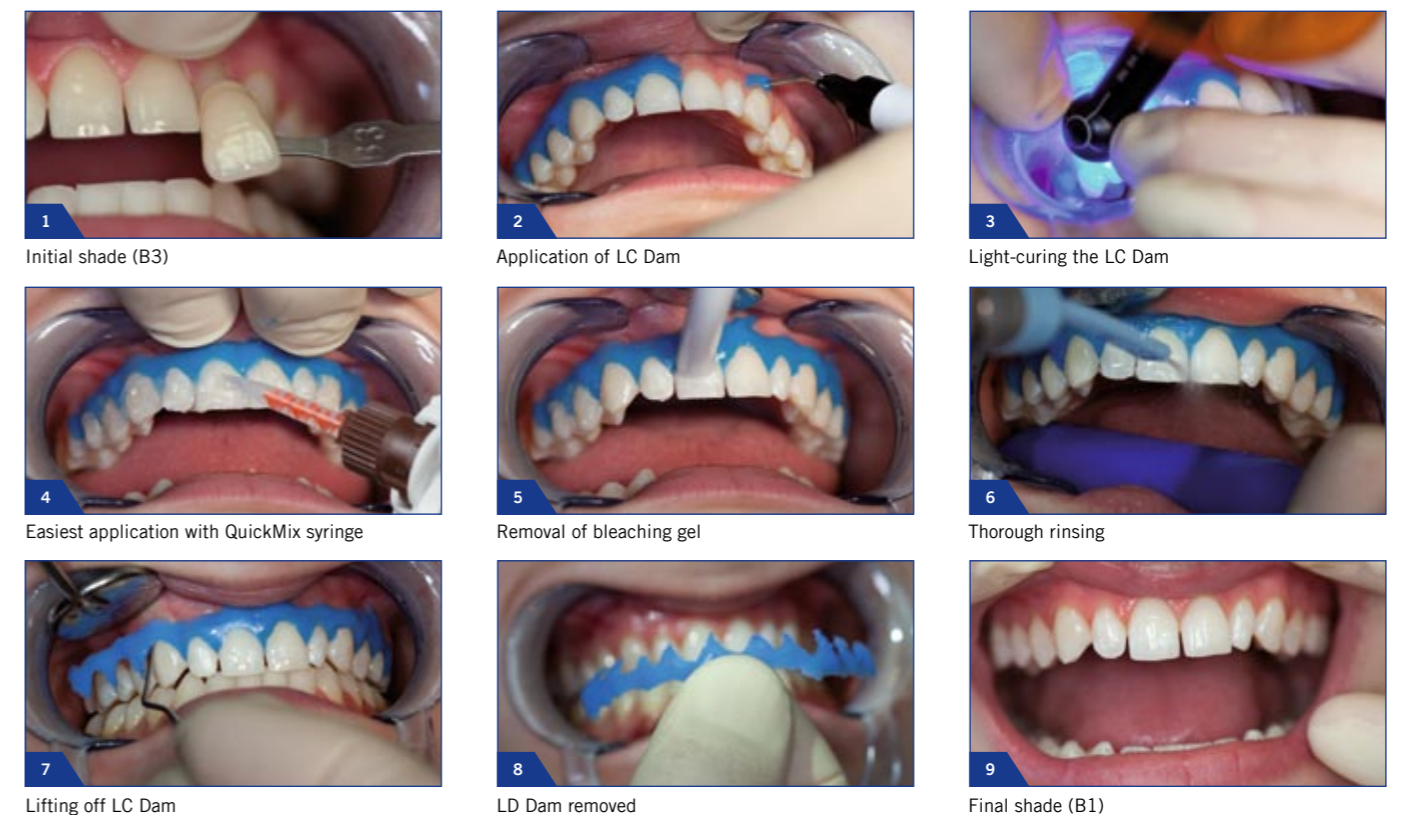 B3
1
2
3
Initial shade (B3)
Application of LC Dam
Light-curing the LC Dam
4
5
6
Easiest application with QuickMix syringe
Removal of bleaching gel
Thorough rinsing
7
8
9
Lifting off LC Dam
LD Dam removed
Final shade (B1)